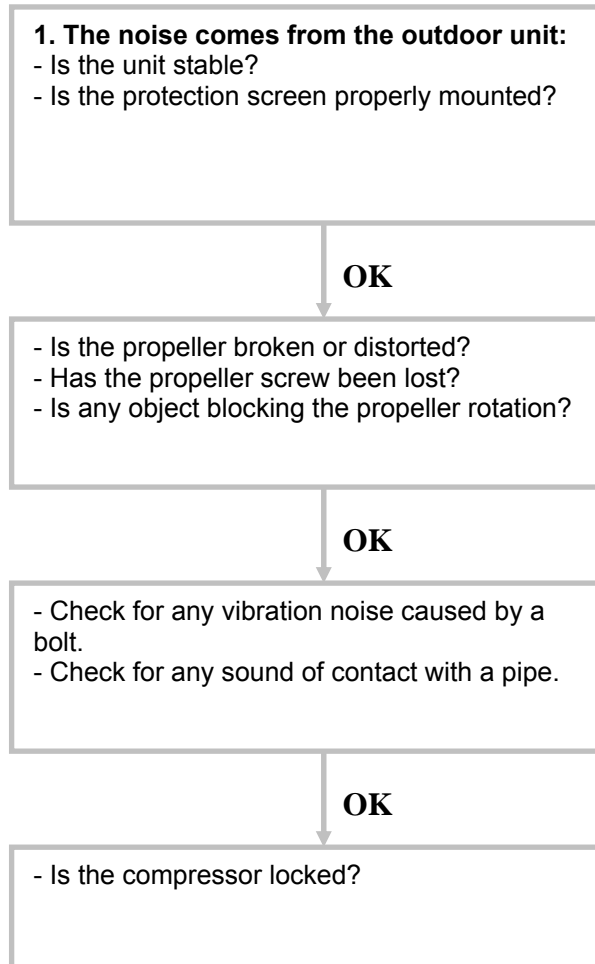 1. The noise comes from the outdoor unit:
- Is the unit stable?
- Is the protection screen properly mounted?
OK
- Is the propeller broken or distorted?
- Has the propeller screw been lost?
- Is any object blocking the propeller rotation?
OK
- Check for any vibration noise caused by a
bolt.
- Check for any sound of contact with a pipe.
OK
- Is the compressor locked?